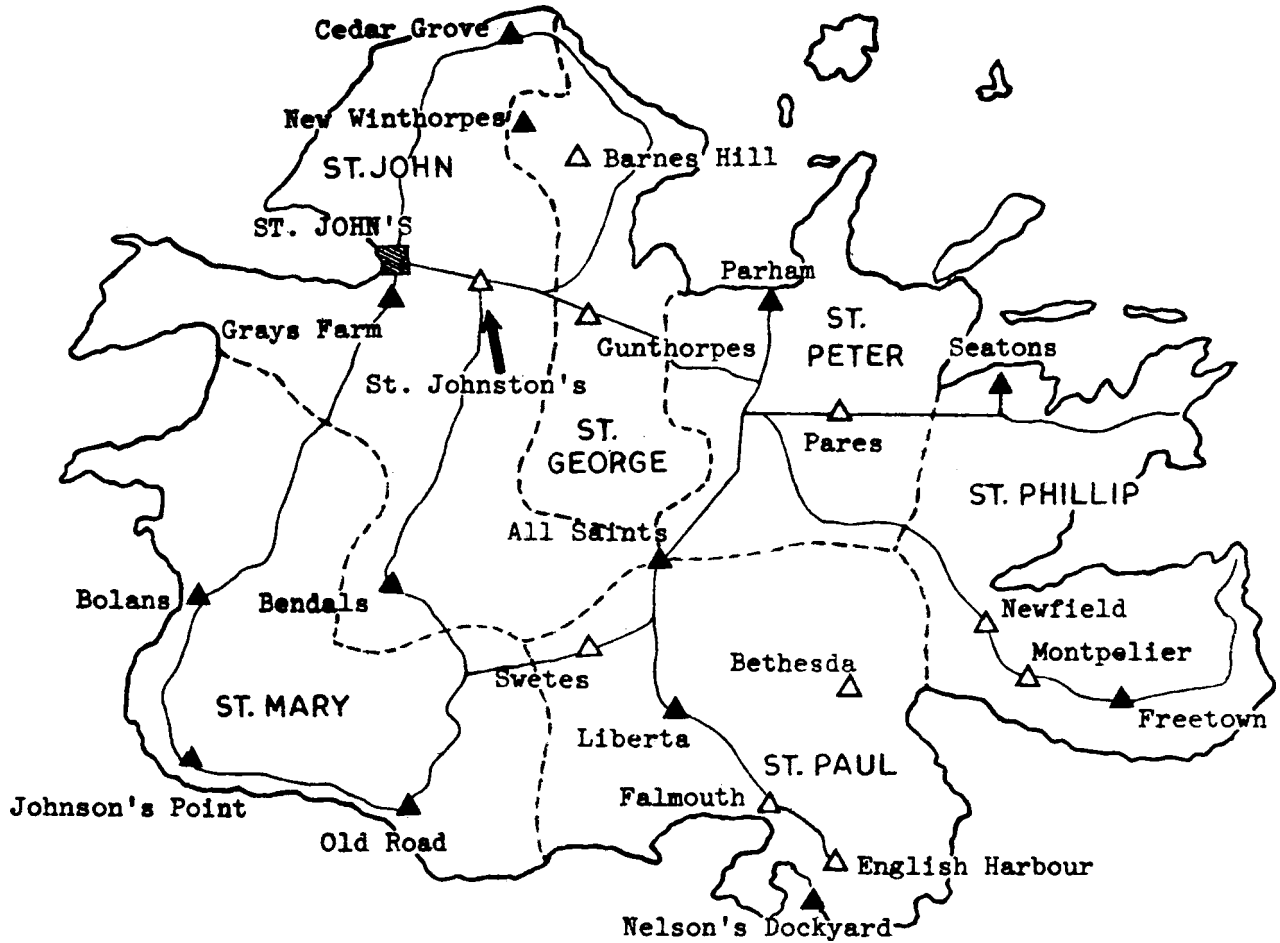 Cedar Grove
New Winthorpes
Barnes Hill
ST. JOHN
ST. JOHN'S
Parham
Grays Farm
ST.
PETER
Gunthorpes
Seatons
St. Johnston's
ST.
GEORGE
Pares
ST. PHILLIP
All Saints
Bolans
Bendals
Newfield
Montpelier
Bethesda
Swetes
ST. MARY
Freetown
Liberta
ST. PAUL
Falmouth
Johnson's Point
Old Road
English Harbour
Nelson's Dockyard